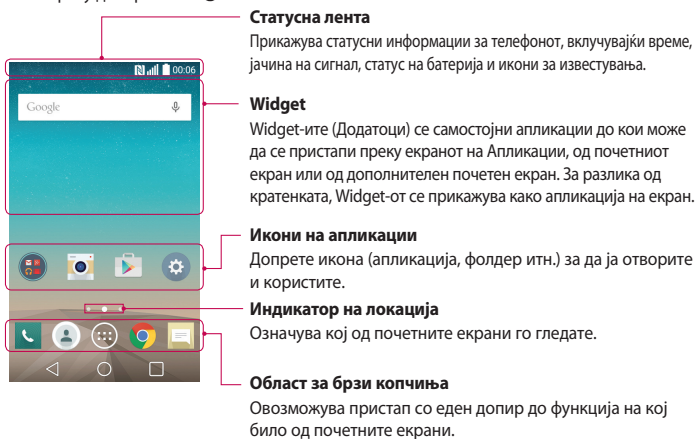 Статусна лента
Прикажува статусни информации за телефонот, вклучувајќи време,
јачина на сигнал, статус на батерија и икони за известувања.
00:06
Google
Widget
Widget-ите (Додатоци) се самостојни апликации до кои може
да се пристапи преку екранот на Апликации, од почетниот
екран или од дополнителен почетен екран. За разлика од
кратенката, Widget-от се прикажува како апликација на екран.
Икони на апликации
Допрете икона (апликација, фолдер итн.) за да ја отворите
и користите.
Индикатор на локација
Означува кој од почетните екрани го гледате.
Област за брзи копчиња
Овозможува пристап со еден допир до функција на кој
било од почетните екрани.